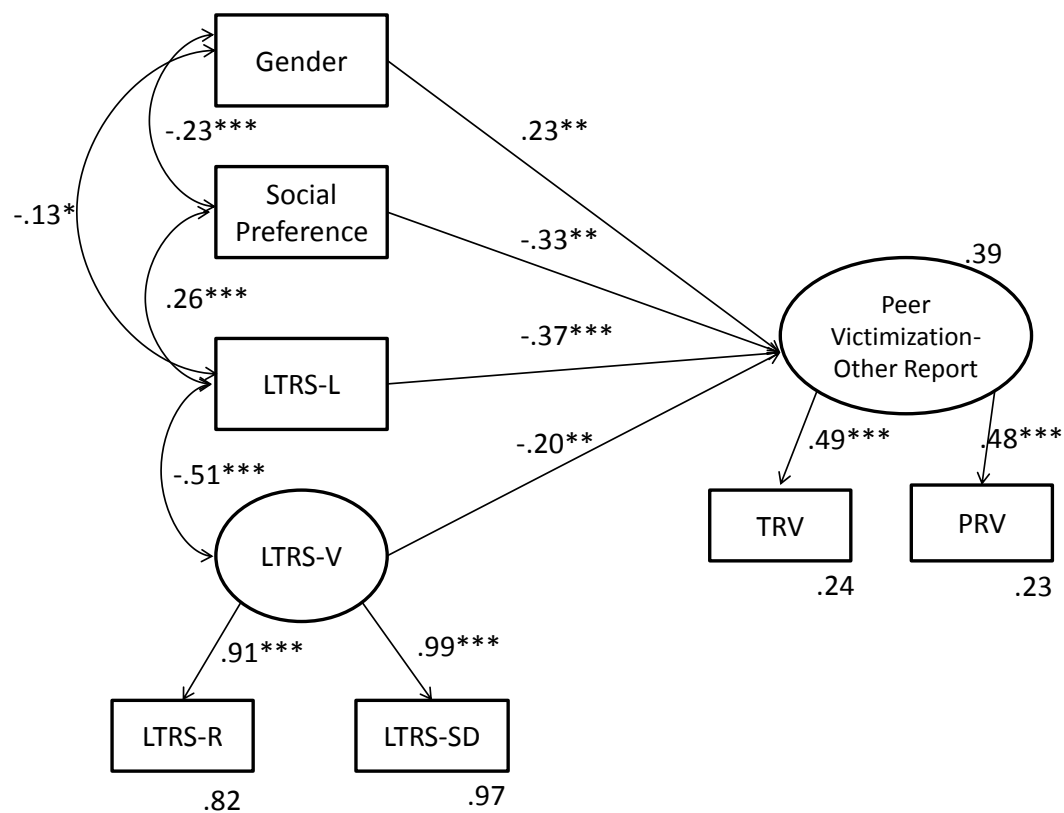 Gender
-.23***
.23**
Social
Preference
-.13*
-.33**
.39
.26***
Peer
Victimization-
Other Report
-.37***
LTRS-L
-.20**
.49***
.48***
-.51***
TRV
PRV
LTRS-V
.24
.23
.91***
.99***
LTRS-R
LTRS-SD
.82
.97